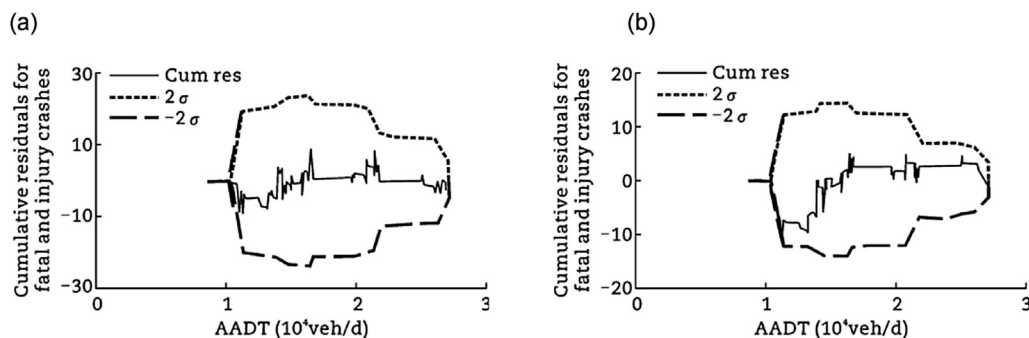 (a)
Cumulative residuals for
fatal and injury crashes
30
10
−10
−30
Cum res
2 σ
−2 σ
0 1 2 3
AADT (10⁴veh/d)
(b)
Cumulative residuals for
fatal and injury crashes
20
10
0
−10
−20
Cum res
2 σ
−2 σ
0 1 2 3
AADT (10⁴veh/d)